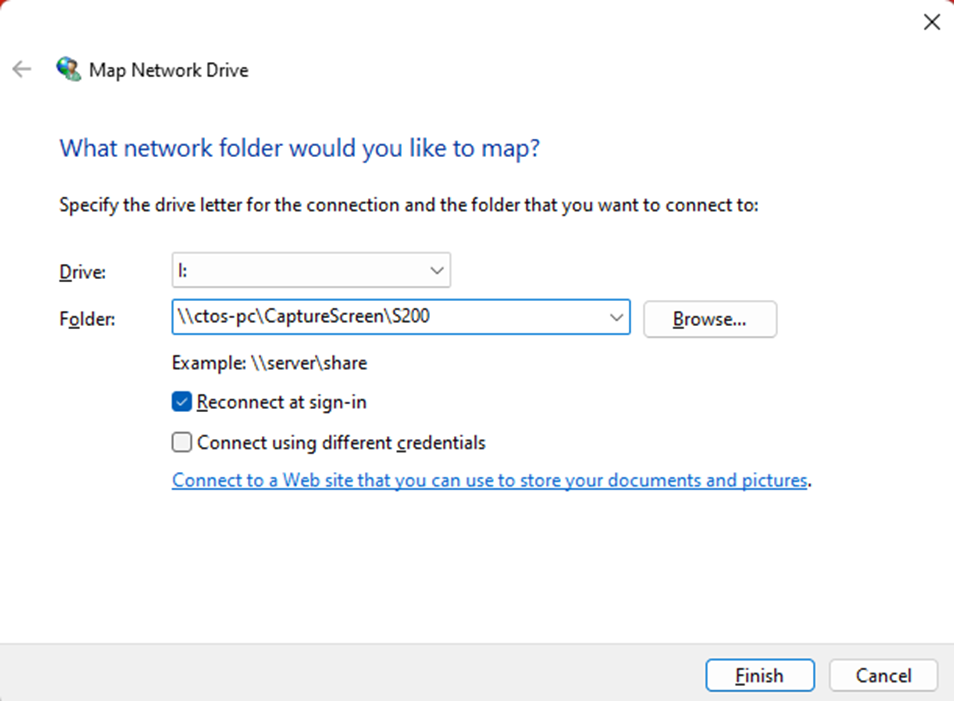 Map Network Drive
What network folder would you like to map?
Specify the drive letter for the connection and the folder that you want to connect to:
Drive: I:
Folder: \\ctos-pc\CaptureScreen\S200 Browse...
Example: \\server\share
Reconnect at sign-in
Connect using different credentials
Connect to a Web site that you can use to store your documents and pictures.
Finish Cancel